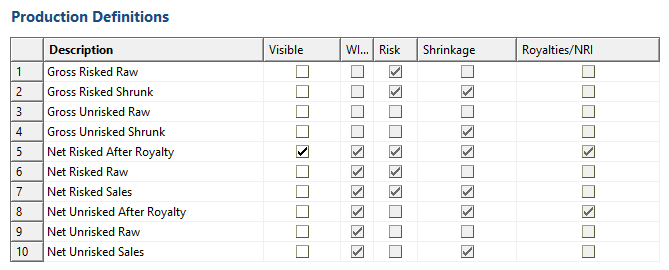 Production Definitions
Description Visible WI... Risk Shrinkage Royalties/NRI
1 Gross Risked Raw
2 Gross Risked Shrunk
3 Gross Unrisked Raw
4 Gross Unrisked Shrunk
5 Net Risked After Royalty
6 Net Risked Raw
7 Net Risked Sales
8 Net Unrisked After Royalty
9 Net Unrisked Raw
10 Net Unrisked Sales